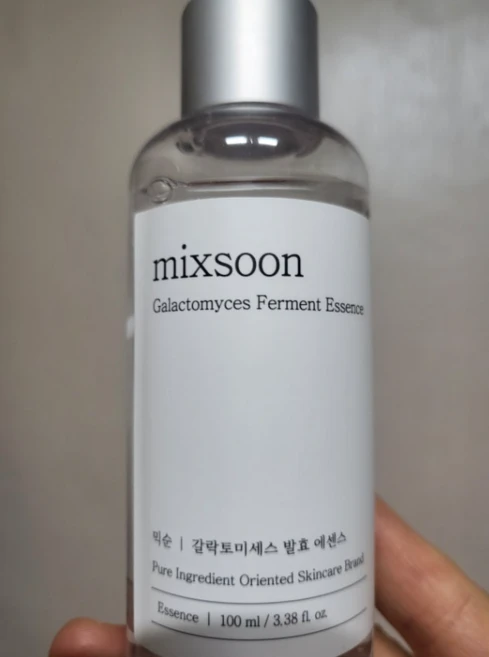 mixsoon
Galactomyces Ferment Essence
믹순 | 갈락토미세스 발효 에센스
Pure Ingredient Oriented Skincare Brand
Essence | 100 ml / 3.38 fl. oz